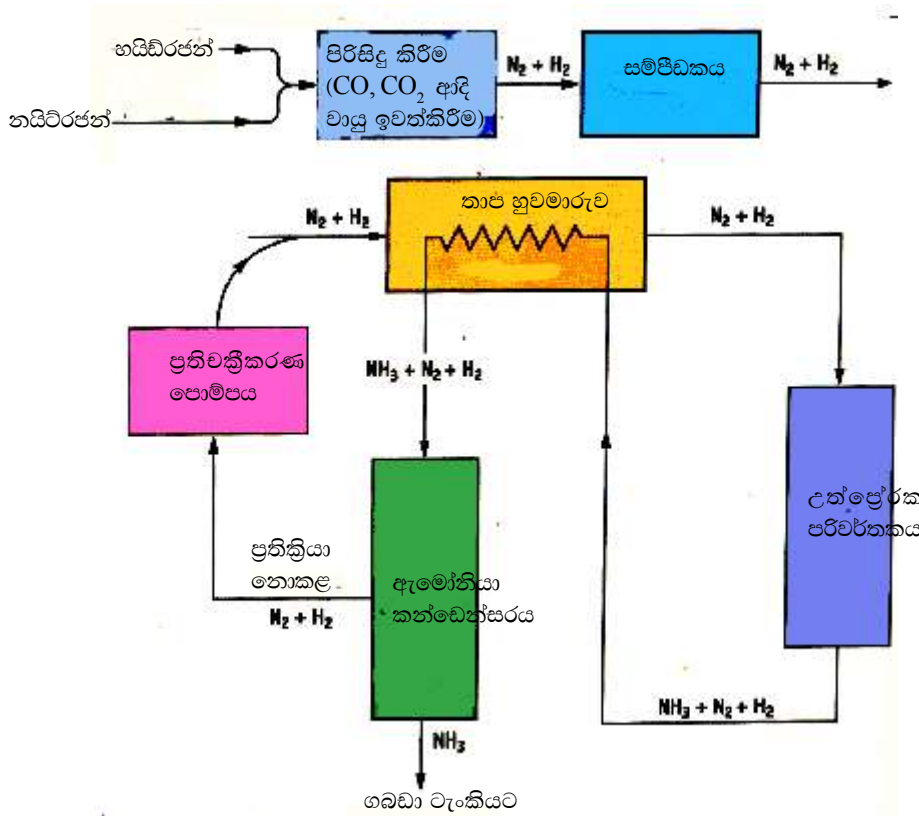 හයිඩ්රජන්
නයිට්රජන්
පිරිසිදු කිරීම
(CO, CO₂ ආදි
වායු ඉවත්කිරීම)
N₂ + H₂
සම්පීඩකය
N₂ + H₂
තාප හුවමාරුව
N₂ + H₂
N₂ + H₂
ප්‍රතිචක්‍රීකරණ
පොම්පය
NH₃ + N₂ + H₂
උත්ප්‍රේරක
පරිවර්තකය
ප්‍රතික්‍රියා
නොකළ
N₂ + H₂
ඇමෝනියා
කන්ඩෙන්සරය
NH₃ + N₂ + H₂
NH₃
ගබඩා ටැංකියට